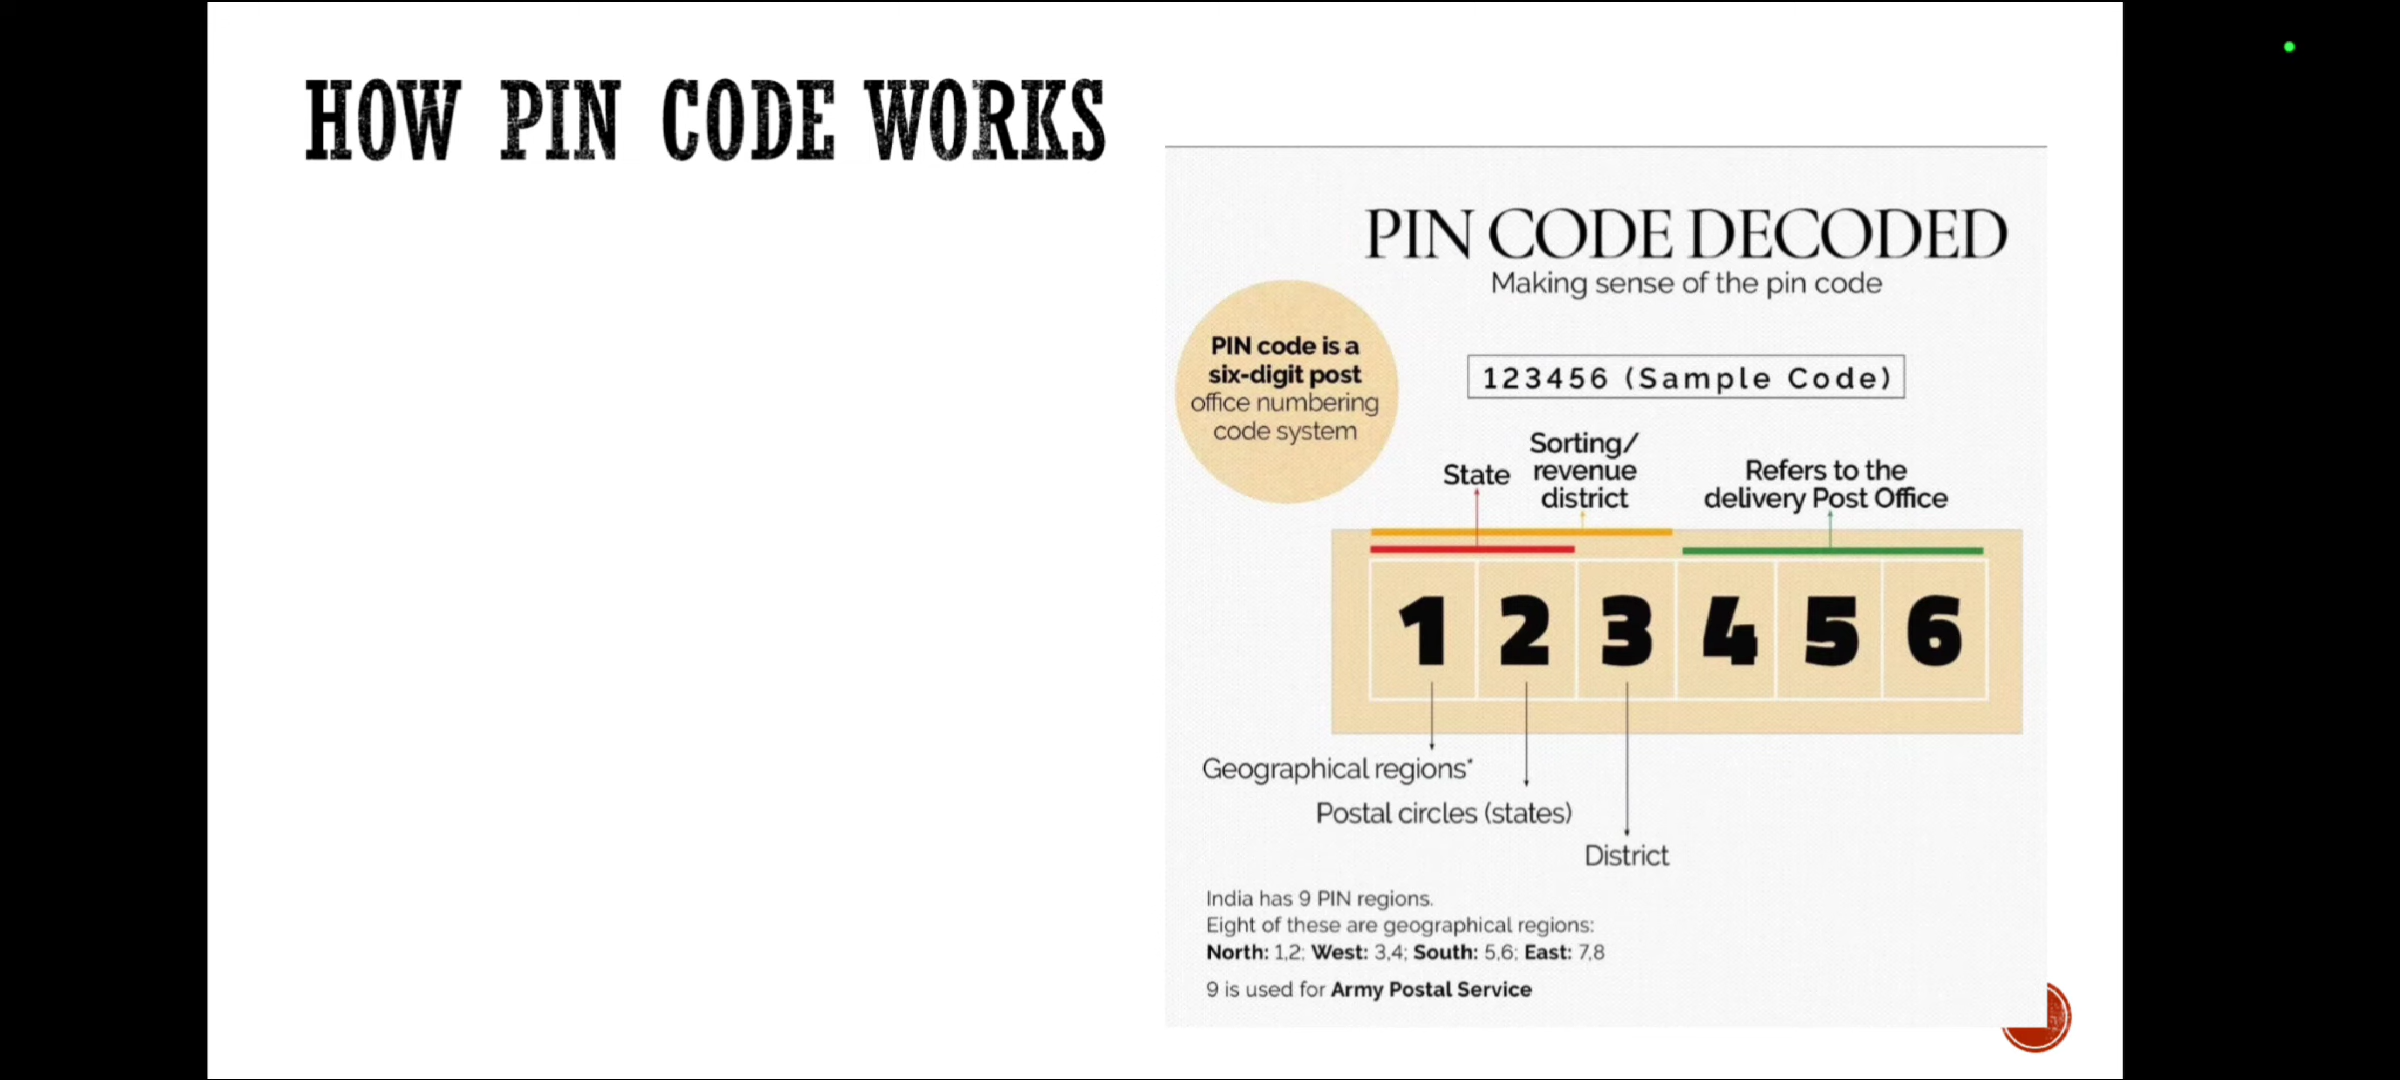 HOW PIN CODE WORKS
PIN CODE DECODED
Making sense of the pin code
PIN code is a
six-digit post
office numbering
code system
123456 (Sample Code)
State
Sorting/
revenue
district
Refers to the
delivery Post Office
1 2 3 4 5 6
Geographical regions*
Postal circles (states)
District
India has 9 PIN regions.
Eight of these are geographical regions:
North: 1,2; West: 3,4; South: 5,6; East: 7,8
9 is used for Army Postal Service